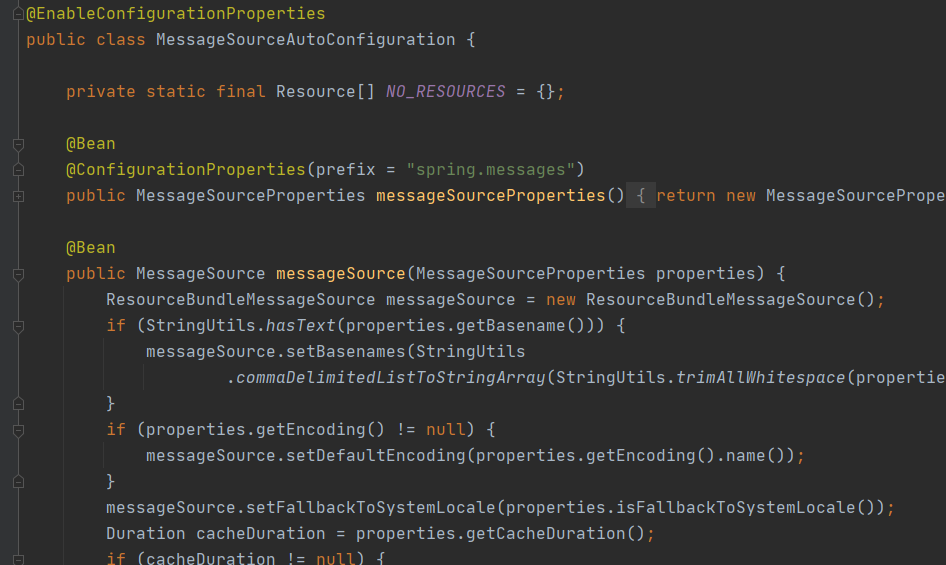 @EnableConfigurationProperties
public class MessageSourceAutoConfiguration {
private static final Resource[] NO_RESOURCES = {};
@Bean
@ConfigurationProperties(prefix = "spring.messages")
public MessageSourceProperties messageSourceProperties() { return new MessageSourcePrope
@Bean
public MessageSource messageSource(MessageSourceProperties properties) {
ResourceBundleMessageSource messageSource = new ResourceBundleMessageSource();
if (StringUtils.hasText(properties.getBasename())) {
messageSource.setBasenames(StringUtils
.commaDelimitedListToStringArray(StringUtils.trimAllWhitespace(propertie
}
if (properties.getEncoding() != null) {
messageSource.setDefaultEncoding(properties.getEncoding().name());
}
messageSource.setFallbackToSystemLocale(properties.isFallbackToSystemLocale());
Duration cacheDuration = properties.getCacheDuration();
if (cacheDuration != null) {